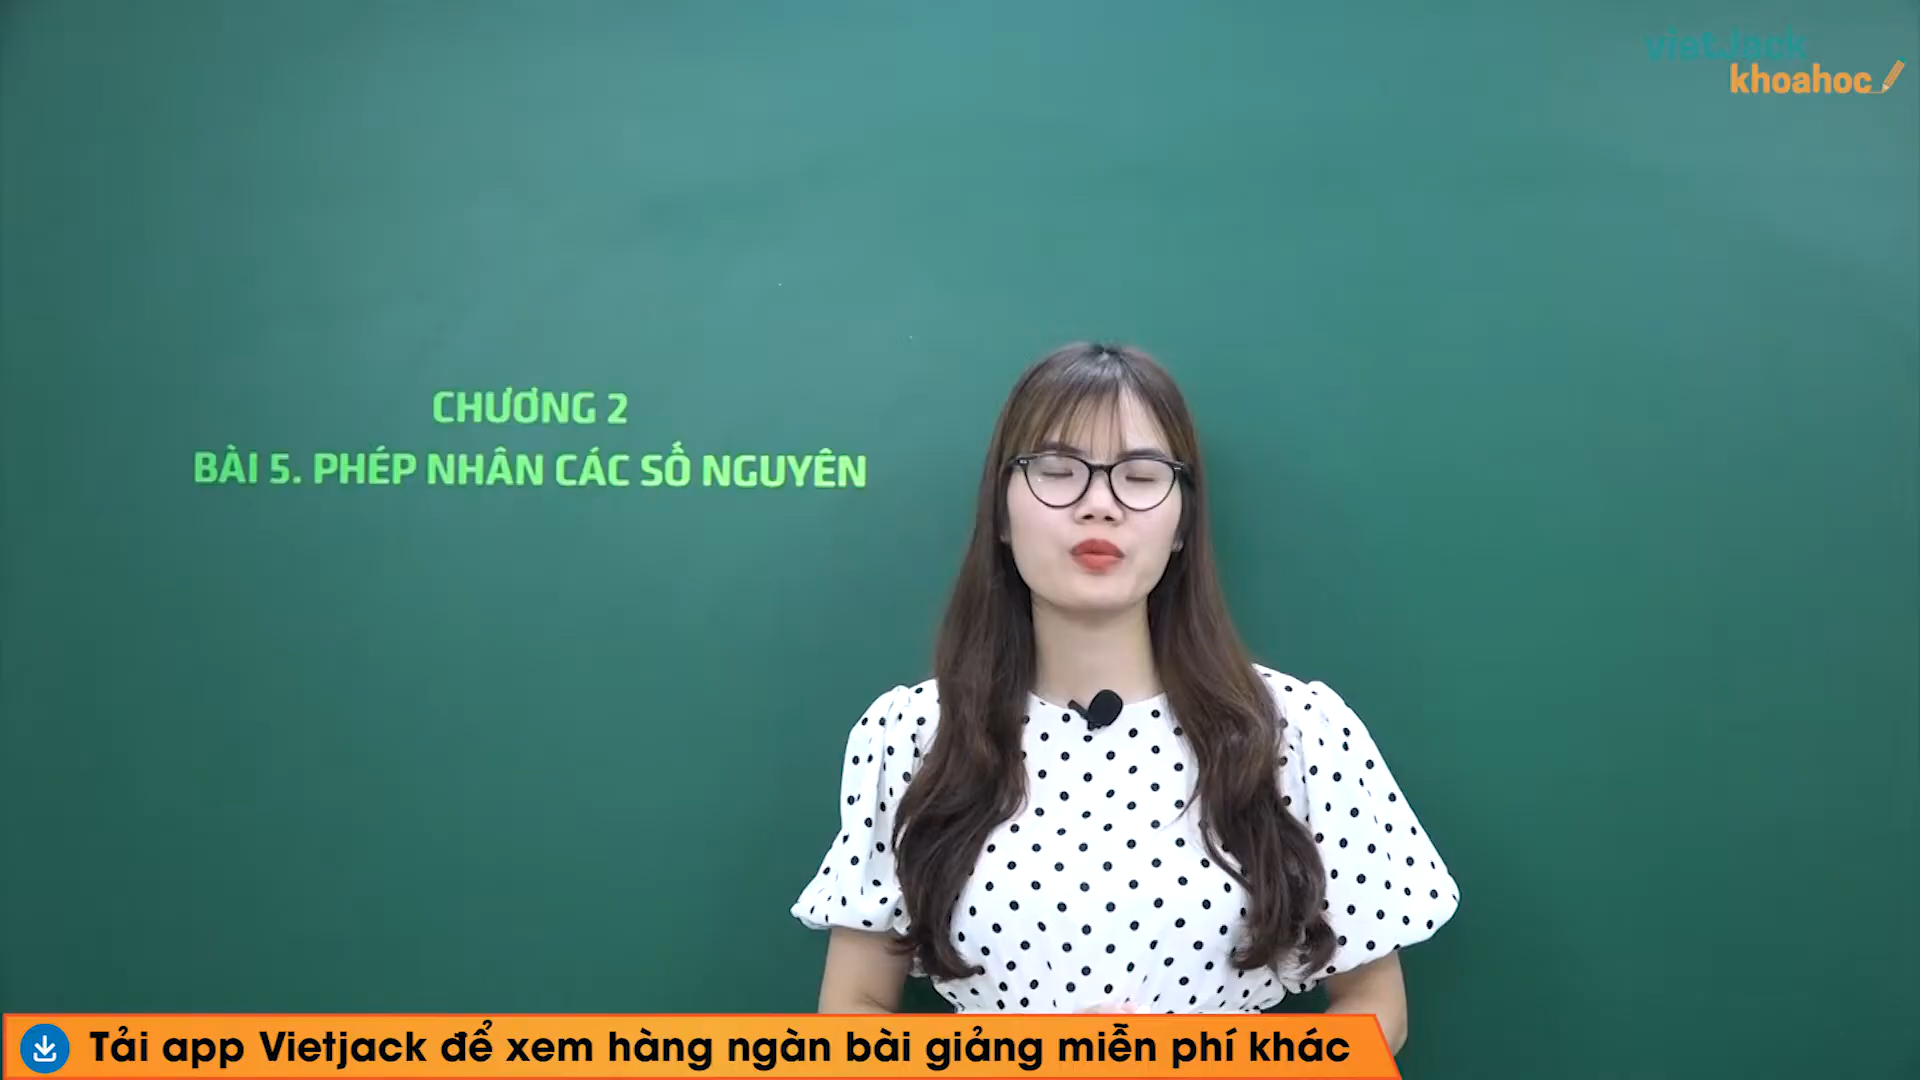 vietJack
khoahoc
CHƯƠNG 2
BÀI 5. PHÉP NHÂN CÁC SỐ NGUYÊN
Tải app Vietjack để xem hàng ngàn bài giảng miễn phí khác